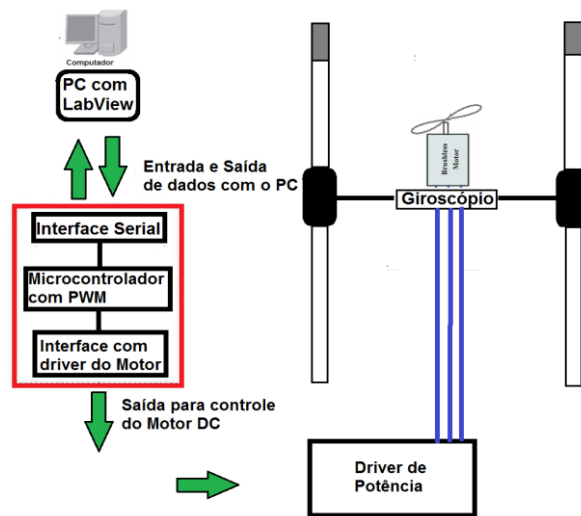 Computador
PC com
LabView
Entrada e Saída
de dados com o PC
Interface Serial
Microcontrolador
com PWM
Interface com
driver do Motor
Saída para controle
do Motor DC
Brushless
Motor
Giroscópio
Driver de
Potência